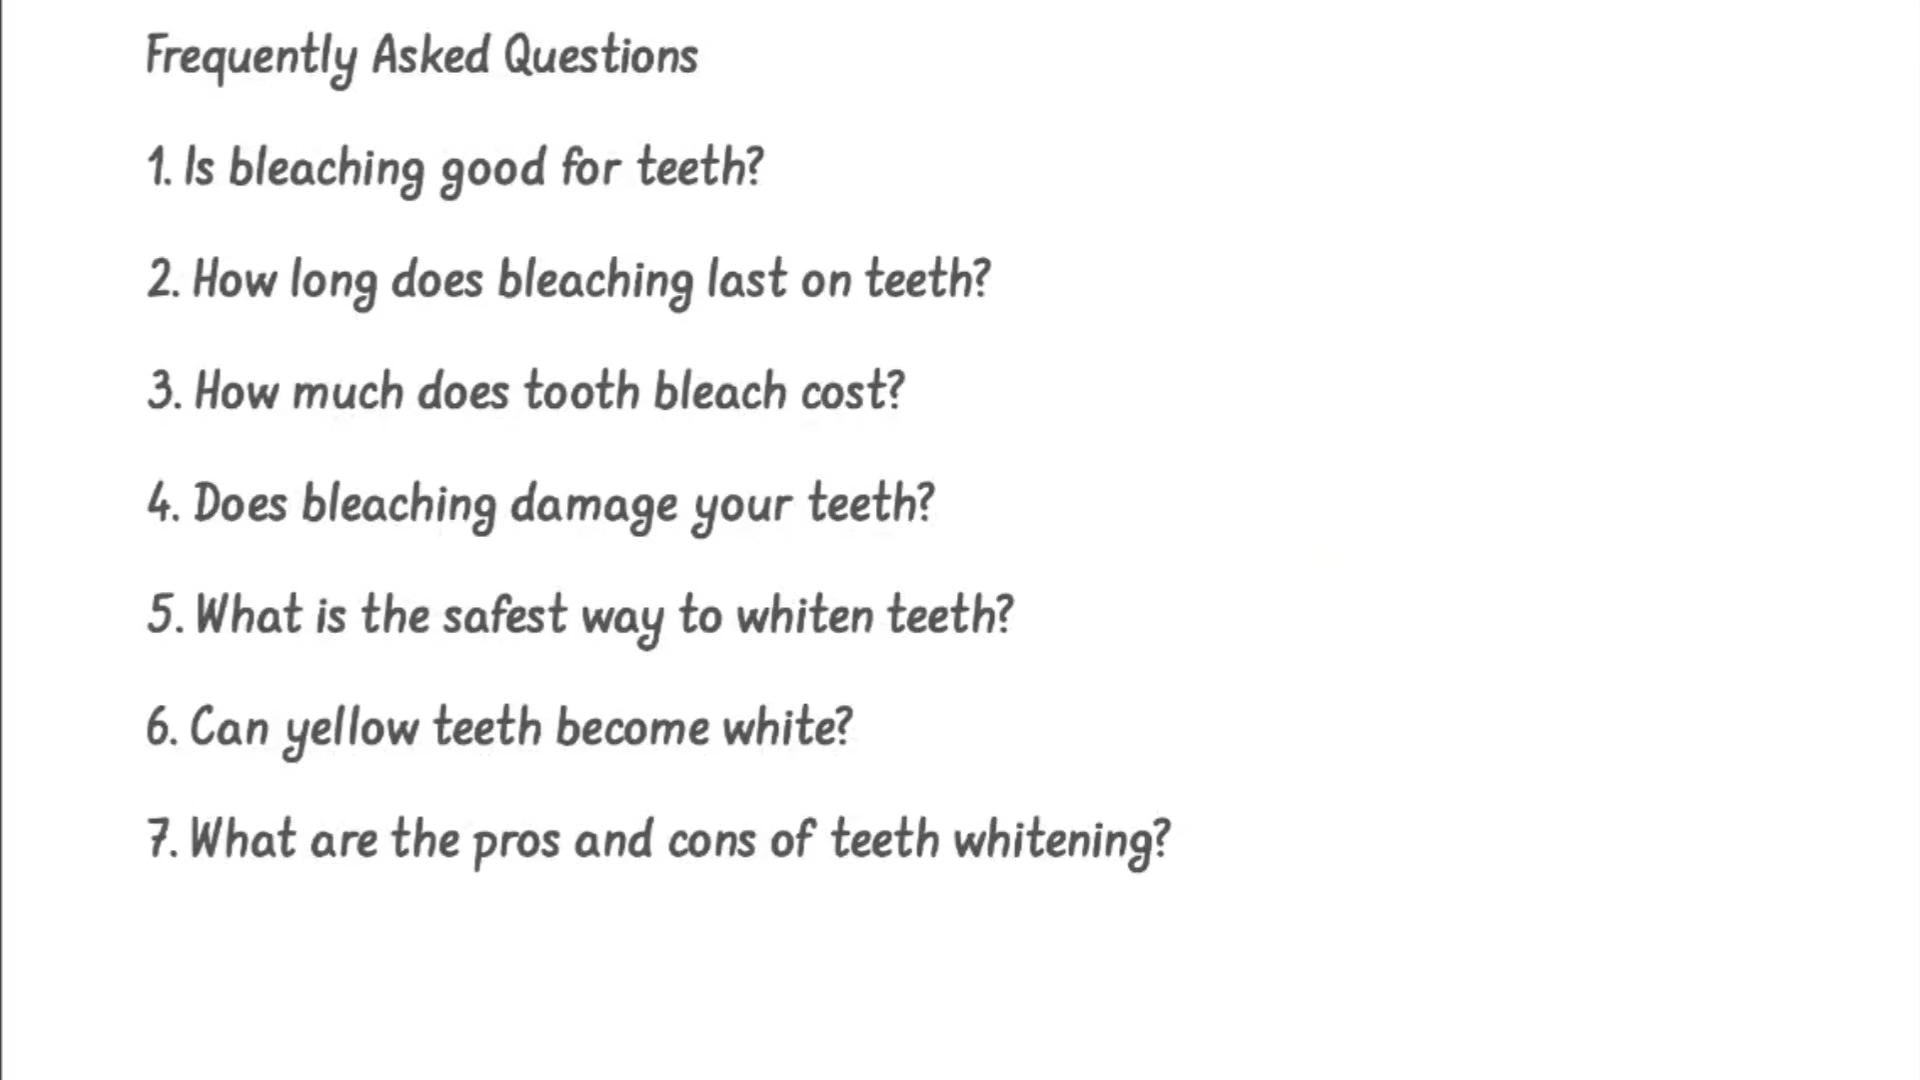 Frequently Asked Questions
1. Is bleaching good for teeth?
2. How long does bleaching last on teeth?
3. How much does tooth bleach cost?
4. Does bleaching damage your teeth?
5. What is the safest way to whiten teeth?
6. Can yellow teeth become white?
7. What are the pros and cons of teeth whitening?